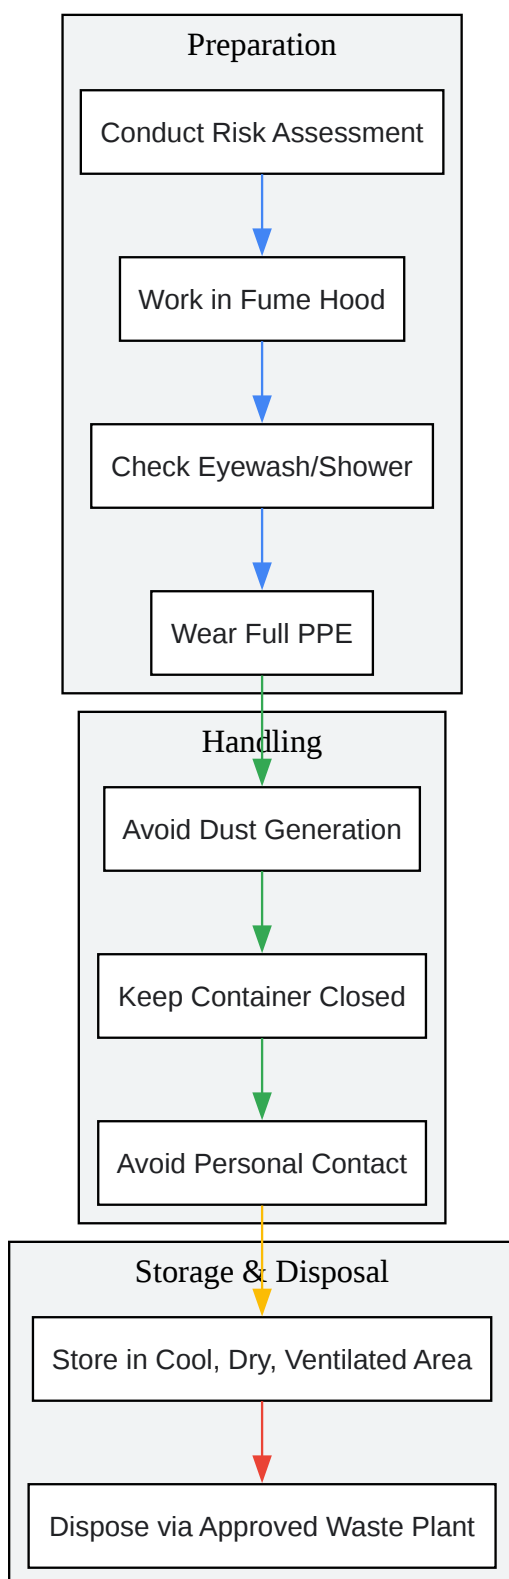 Preparation
Conduct Risk Assessment
Work in Fume Hood
Check Eyewash/Shower
Wear Full PPE
Handling
Avoid Dust Generation
Keep Container Closed
Avoid Personal Contact
Storage & Disposal
Store in Cool, Dry, Ventilated Area
Dispose via Approved Waste Plant